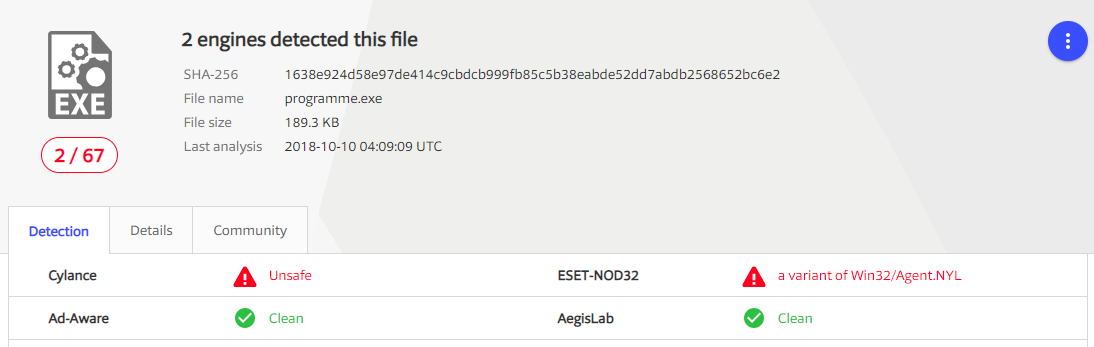 2 engines detected this file
SHA-256 1638e924d58e97de414c9cbdcb999fb85c5b38eabde52dd7abdb2568652bc6e2
File name programme.exe
File size 189.3 KB
Last analysis 2018-10-10 04:09:09 UTC
EXE
2 / 67
Detection Details Community
Cylance Unsafe ESET-NOD32 a variant of Win32/Agent.NYL
Ad-Aware Clean AegisLab Clean